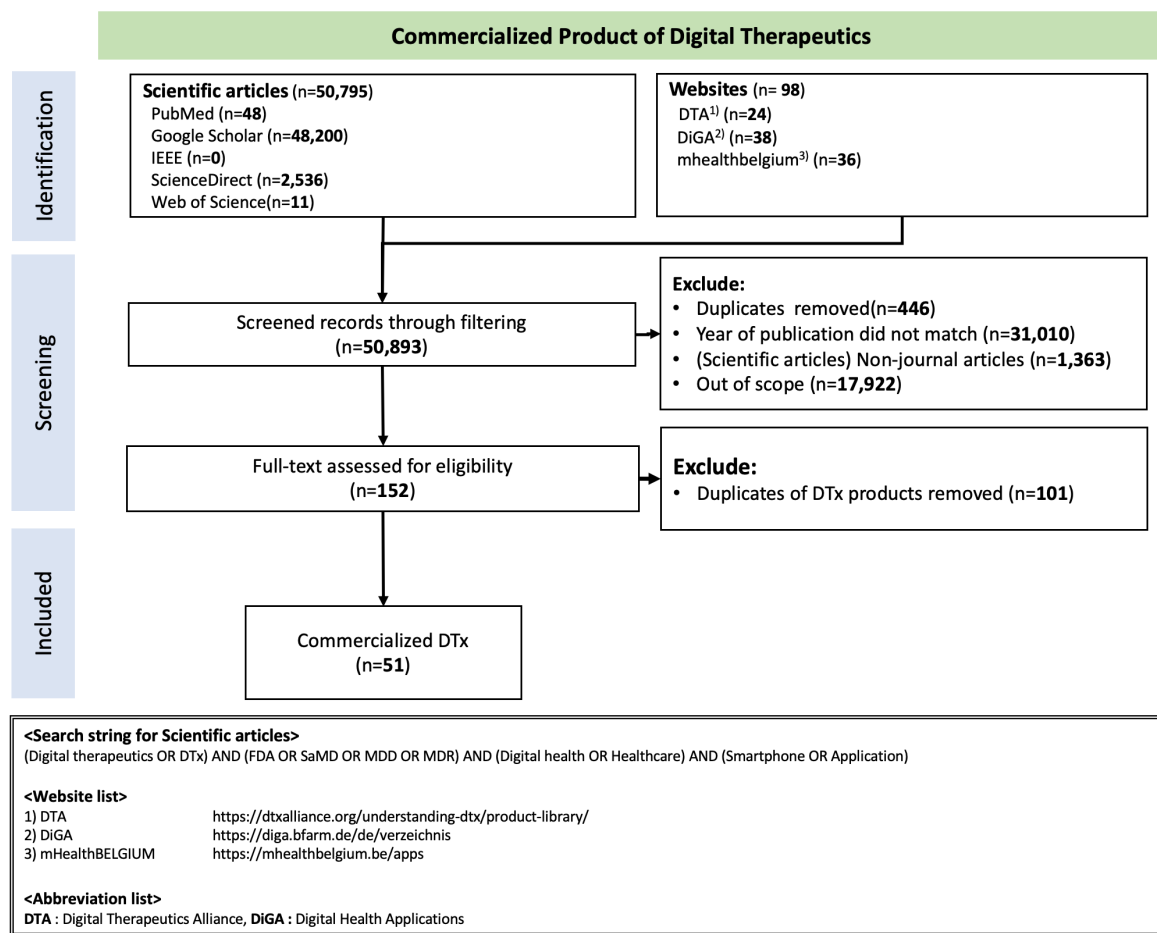 Commercialized Product of Digital Therapeutics
Identification
Scientific articles (n=50,795)
PubMed (n=48)
Google Scholar (n=48,200)
IEEE (n=0)
ScienceDirect (n=2,536)
Web of Science(n=11)
Websites (n= 98)
DTA1) (n=24)
DiGA2) (n=38)
mhealthbelgium3) (n=36)
Screening
Screened records through filtering
(n=50,893)
Exclude:
• Duplicates removed(n=446)
• Year of publication did not match (n=31,010)
• (Scientific articles) Non-journal articles (n=1,363)
• Out of scope (n=17,922)
Full-text assessed for eligibility
(n=152)
Exclude:
• Duplicates of DTx products removed (n=101)
Included
Commercialized DTx
(n=51)
<Search string for Scientific articles>
(Digital therapeutics OR DTx) AND (FDA OR SaMD OR MDD OR MDR) AND (Digital health OR Healthcare) AND (Smartphone OR Application)
<Website list>
1) DTA https://dtxalliance.org/understanding-dtx/product-library/
2) DiGA https://diga.bfarm.de/de/verzeichnis
3) mHealthBELGIUM https://mhealthbelgium.be/apps
<Abbreviation list>
DTA : Digital Therapeutics Alliance, DiGA : Digital Health Applications